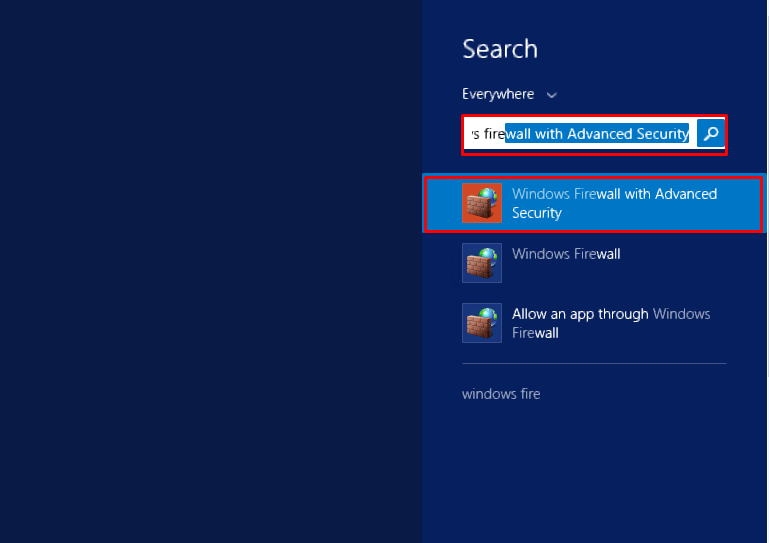 Search
Everywhere
s firewall with Advanced Security
Windows Firewall with Advanced
Security
Windows Firewall
Allow an app through Windows
Firewall
windows fire